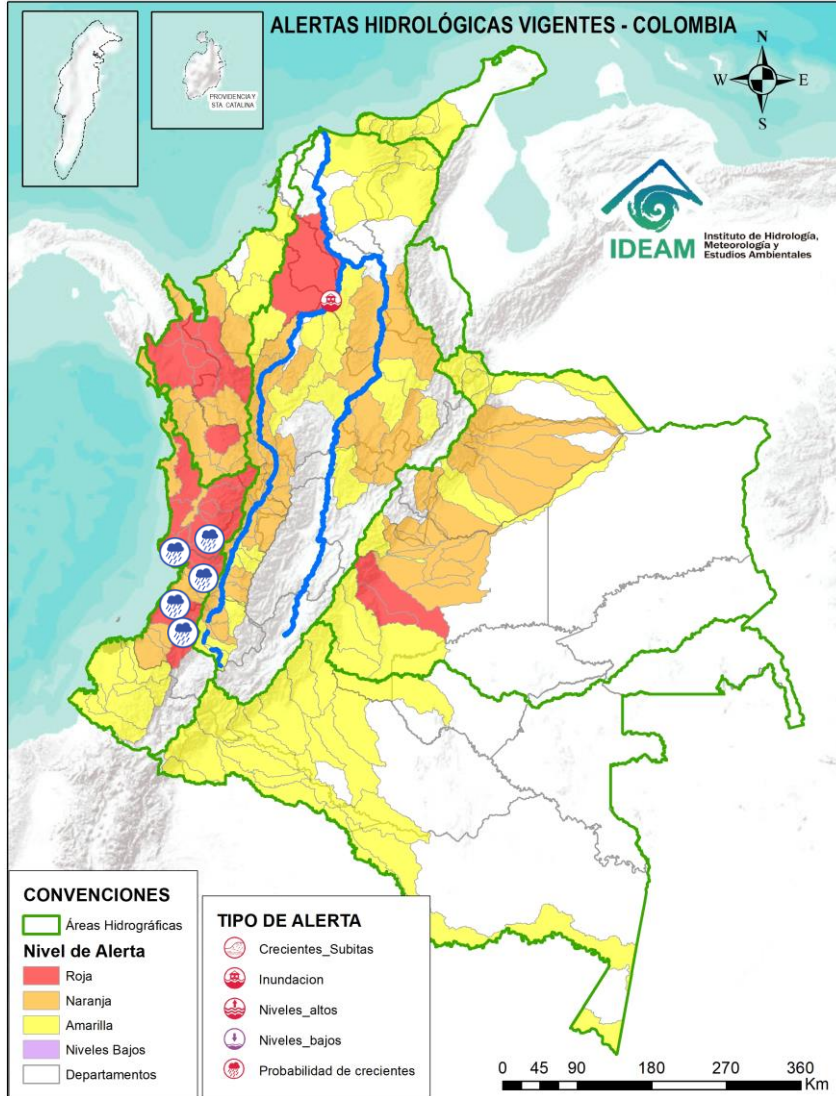 ALERTAS HIDROLÓGICAS VIGENTES - COLOMBIA
PROVIDENCIA Y
STA. CATALINA
N
W
E
S
IDEAM
Instituto de Hidrología,
Meteorología y
Estudios Ambientales
CONVENCIONES
Áreas Hidrográficas
Nivel de Alerta
Roja
Naranja
Amarilla
Niveles Bajos
Departamentos
TIPO DE ALERTA
Crecientes_Subitas
Inundacion
Niveles_altos
Niveles_bajos
Probabilidad de crecientes
0 45 90 180 270 360
Km